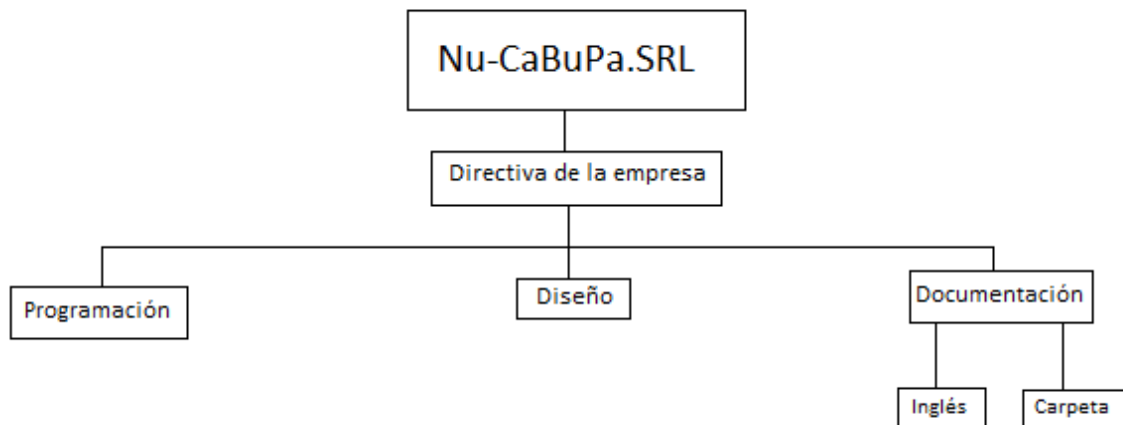 Nu-CaBuPa.SRL
Directiva de la empresa
Programación
Diseño
Documentación
Inglés
Carpeta